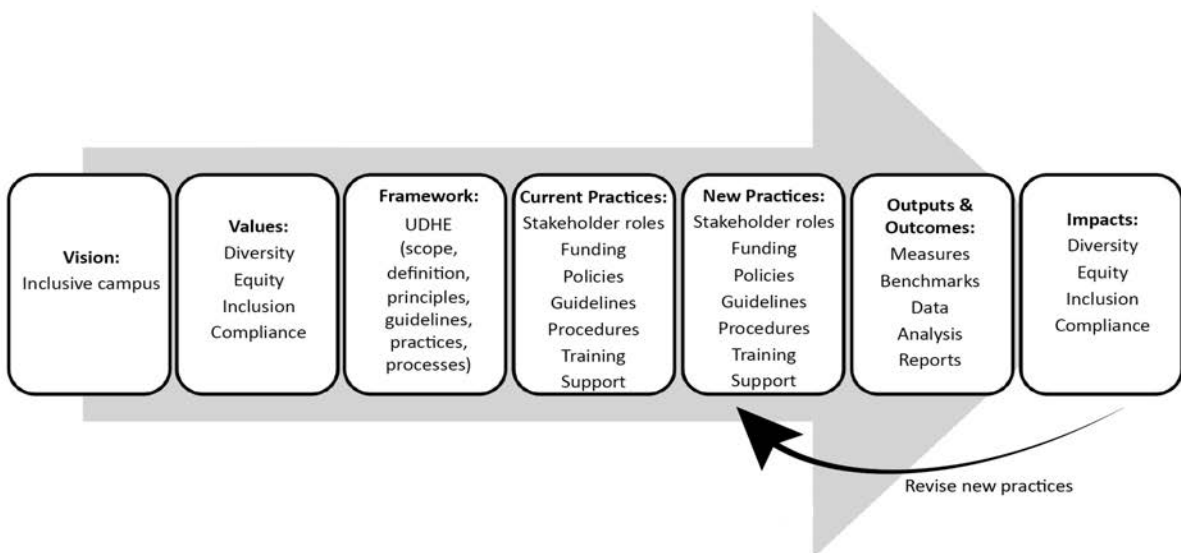 Vision:
Inclusive campus
Values:
Diversity
Equity
Inclusion
Compliance
Framework:
UDHE
(scope,
definition,
principles,
guidelines,
practices,
processes)
Current Practices:
Stakeholder roles
Funding
Policies
Guidelines
Procedures
Training
Support
New Practices:
Stakeholder roles
Funding
Policies
Guidelines
Procedures
Training
Support
Outputs &
Outcomes:
Measures
Benchmarks
Data
Analysis
Reports
Impacts:
Diversity
Equity
Inclusion
Compliance
Revise new practices